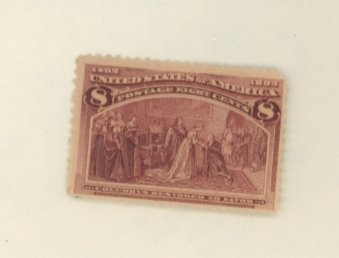 1492 1892
UNITED STATES OF AMERICA
8 POSTAGE EIGHT CENTS 8
COLUMBUS RESTORED TO FAVOR